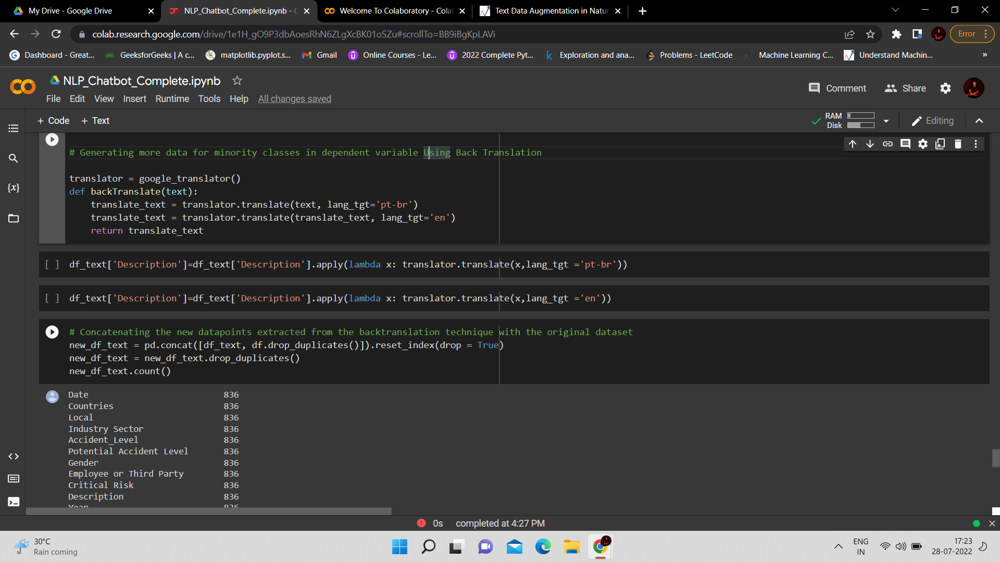 My Drive - Google Drive
NLP_Chatbot_Complete.ipynb - C
Welcome To Colaboratory - Cola
Text Data Augmentation in Natur
colab.research.google.com/drive/1e1H_gO9P3dbAoesRhN6ZLgXcBK01oSZu#scrollTo=BB9iBgKpLAVi
Error
Dashboard - Great...
GeeksforGeeks | A c...
matplotlib.pyplot.s...
Gmail
Online Courses - Le...
2022 Complete Pyt...
Exploration and ana...
Problems - LeetCode
Machine Learning C...
Understand Machin...
»
NLP_Chatbot_Complete.ipynb
Comment
Share
File Edit View Insert Runtime Tools Help All changes saved
+ Code + Text
RAM
Disk
Editing
# Generating more data for minority classes in dependent variable Using Back Translation
translator = google_translator()
def backTranslate(text):
    translate_text = translator.translate(text, lang_tgt='pt-br')
    translate_text = translator.translate(translate_text, lang_tgt='en')
    return translate_text
[ ] df_text['Description']=df_text['Description'].apply(lambda x: translator.translate(x,lang_tgt ='pt-br'))
[ ] df_text['Description']=df_text['Description'].apply(lambda x: translator.translate(x,lang_tgt ='en'))
# Concatenating the new datapoints extracted from the backtranslation technique with the original dataset
new_df_text = pd.concat([df_text, df.drop_duplicates()]).reset_index(drop = True)
new_df_text = new_df_text.drop_duplicates()
new_df_text.count()
Date 836
Countries 836
Local 836
Industry Sector 836
Accident_Level 836
Potential Accident Level 836
Gender 836
Employee or Third Party 836
Critical Risk 836
Description 836
Year 836
0s completed at 4:27 PM
30°C
Rain coming
ENG
IN
17:23
28-07-2022